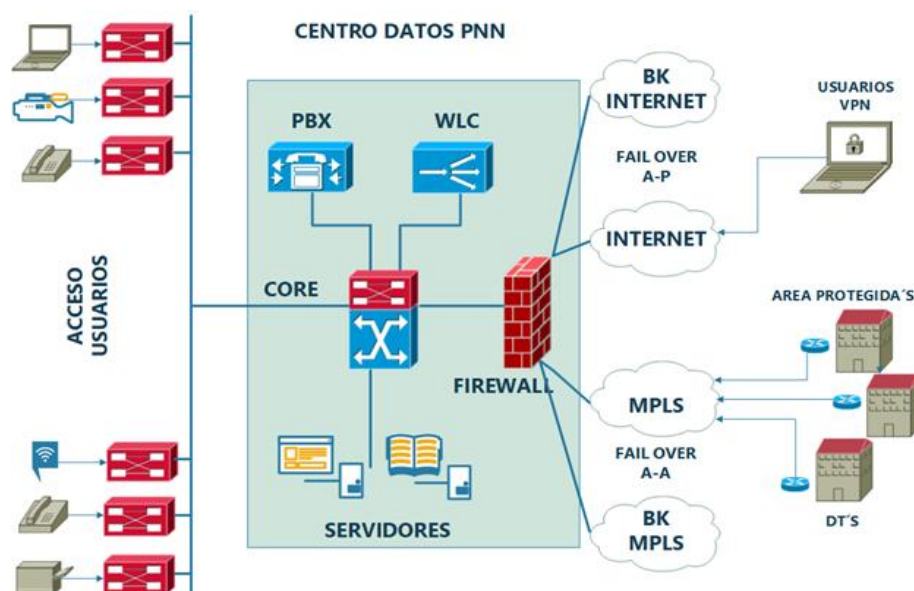 CENTRO DATOS PNN
PBX
WLC
CORE
FIREWALL
SERVIDORES
ACCESO
USUARIOS
BK
INTERNET
FAIL OVER
A-P
INTERNET
USUARIOS
VPN
AREA PROTEGIDA´S
MPLS
FAIL OVER
A-A
BK
MPLS
DT´S